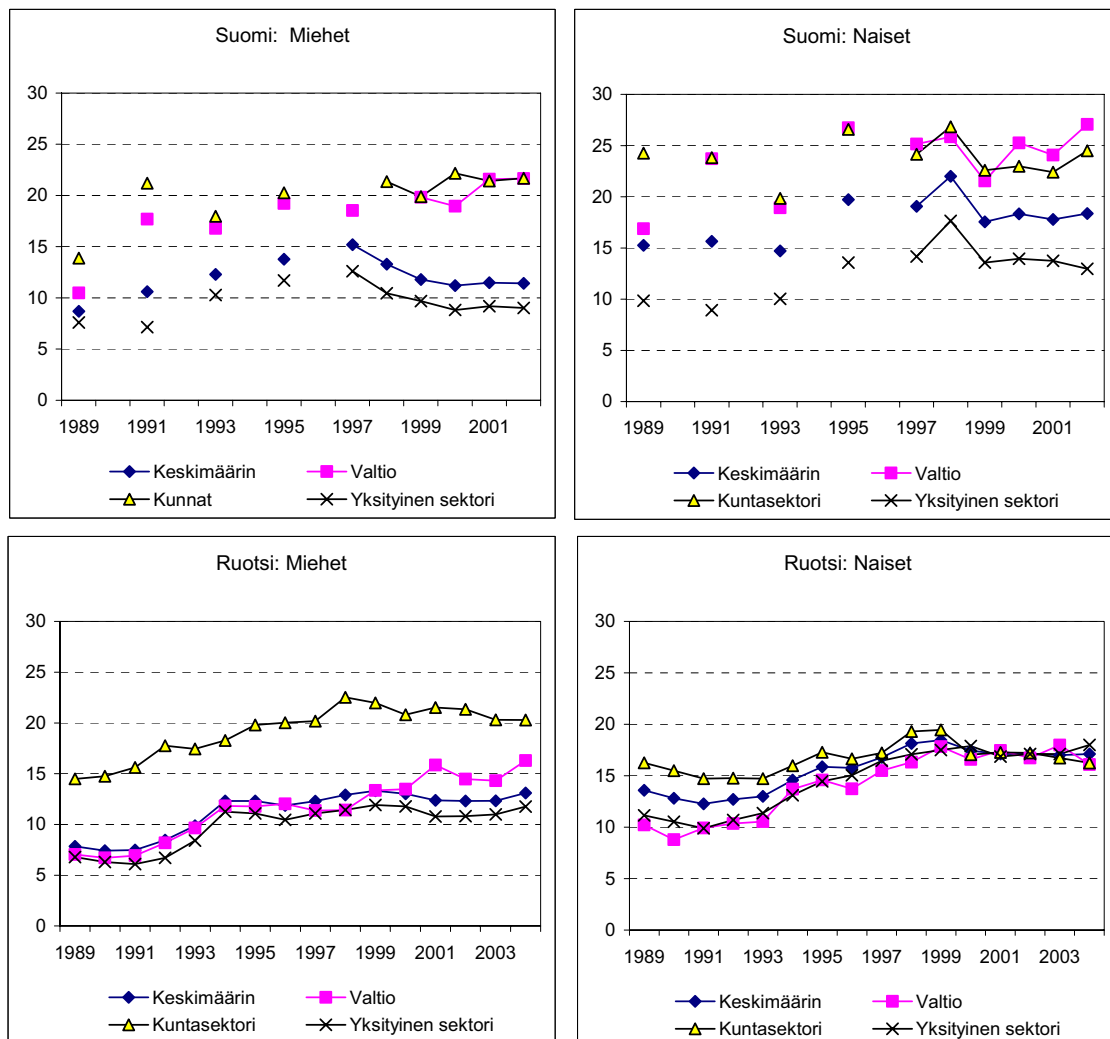 Suomi: Miehet
30
25
20
15
10
5
0
1989 1991 1993 1995 1997 1999 2001
Keskimäärin Valtio
Kunnat Yksityinen sektori
Suomi: Naiset
30
25
20
15
10
5
0
1989 1991 1993 1995 1997 1999 2001
Keskimäärin Valtio
Kuntasektori Yksityinen sektori
Ruotsi: Miehet
30
25
20
15
10
5
0
1989 1991 1993 1995 1997 1999 2001 2003
Keskimäärin Valtio
Kuntasektori Yksityinen sektori
Ruotsi: Naiset
30
25
20
15
10
5
0
1989 1991 1993 1995 1997 1999 2001 2003
Keskimäärin Valtio
Kuntasektori Yksityinen sektori